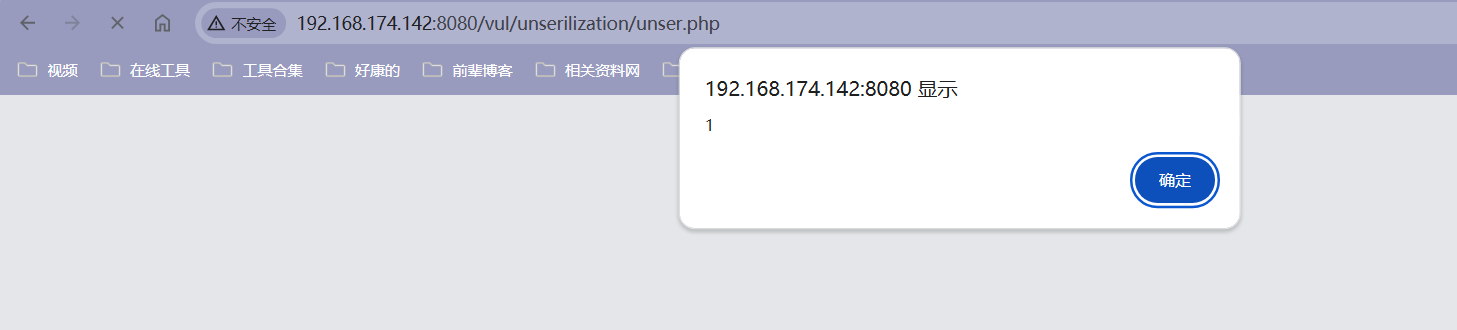 不安全 192.168.174.142:8080/vul/unserilization/unser.php
视频 在线工具 工具合集 好康的 前辈博客 相关资料网
192.168.174.142:8080 显示
1
确定